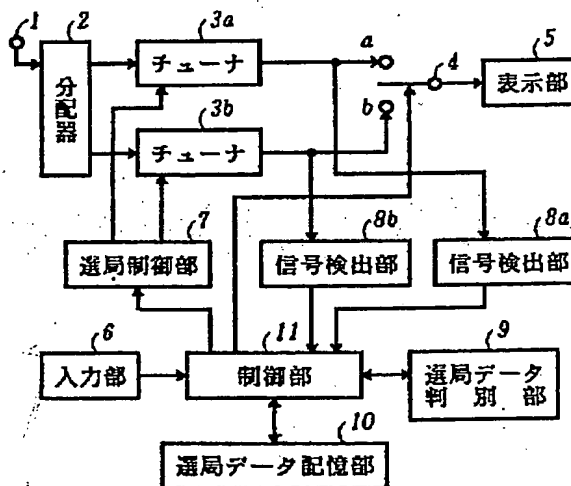 1
2
3a
a
5
分配器
チューナ
4
表示部
3b
b
チューナ
7
8b
8a
選局制御部
信号検出部
信号検出部
6
11
9
入力部
制御部
選局データ
判別部
10
選局データ記憶部